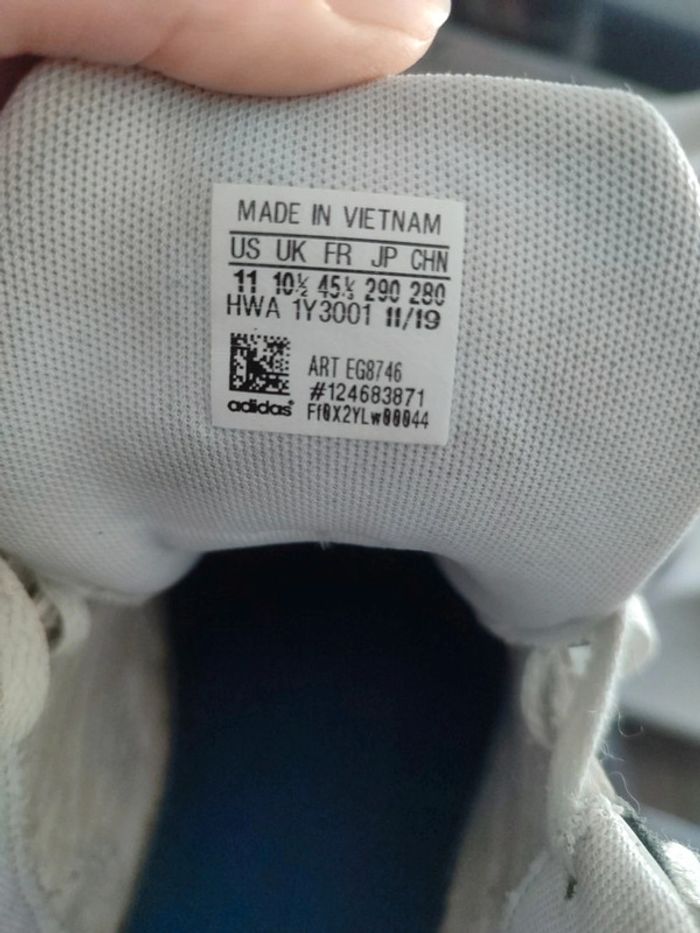 MADE IN VIETNAM
US UK FR JP CHN
11 10½ 45⅓ 290 280
HWA 1Y3001 11/19
ART EG8746
#124683871
adidas Ff0X2YLw00044